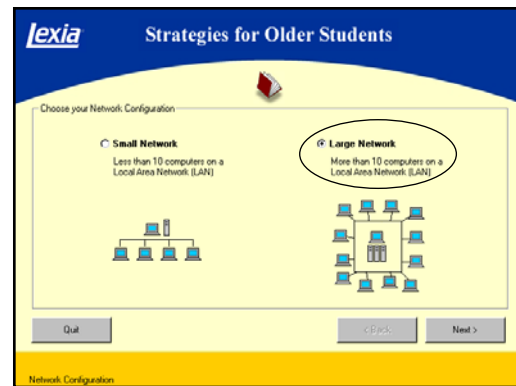 Lexia
Strategies for Older Students
Choose your Network Configuration
Small Network
Less than 10 computers on a
Local Area Network (LAN)
Large Network
More than 10 computers on a
Local Area Network (LAN)
Quit
< Back
Next >
Network Configuration